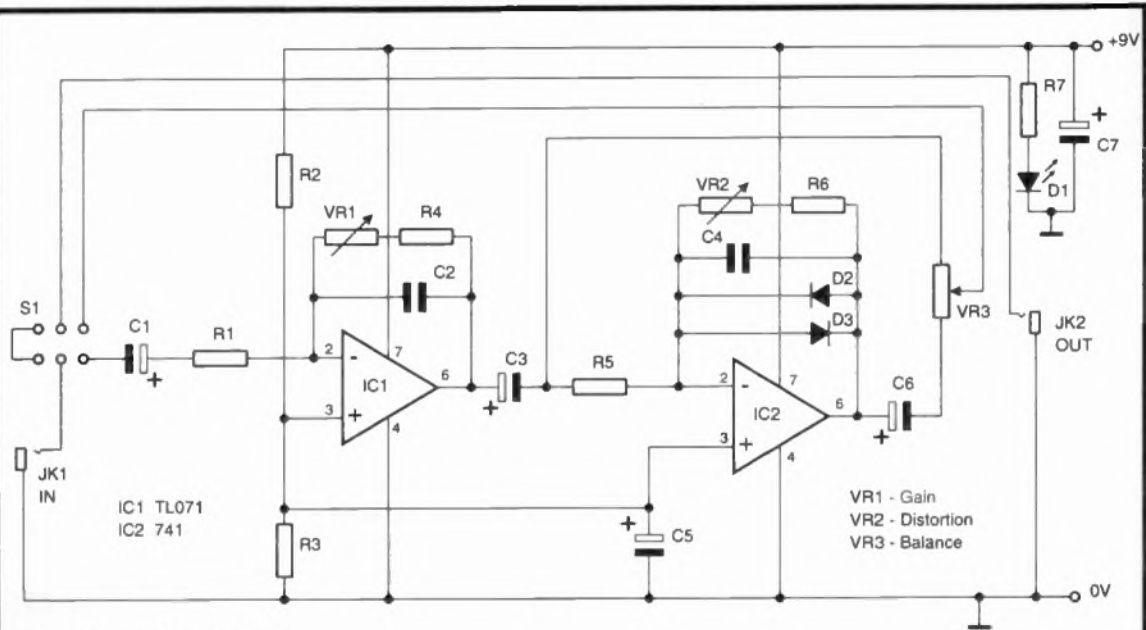 +9V
R7
+
C7
D1
R2
VR1
R4
C2
VR2
R6
C4
D2
D3
VR3
S1
C1
+
R1
2
-
7
IC1
6
3
+
4
C3
+
R5
2
-
7
IC2
6
3
+
4
C6
+
JK2
OUT
JK1
IN
IC1 TL071
IC2 741
R3
+
C5
VR1 - Gain
VR2 - Distortion
VR3 - Balance
0V